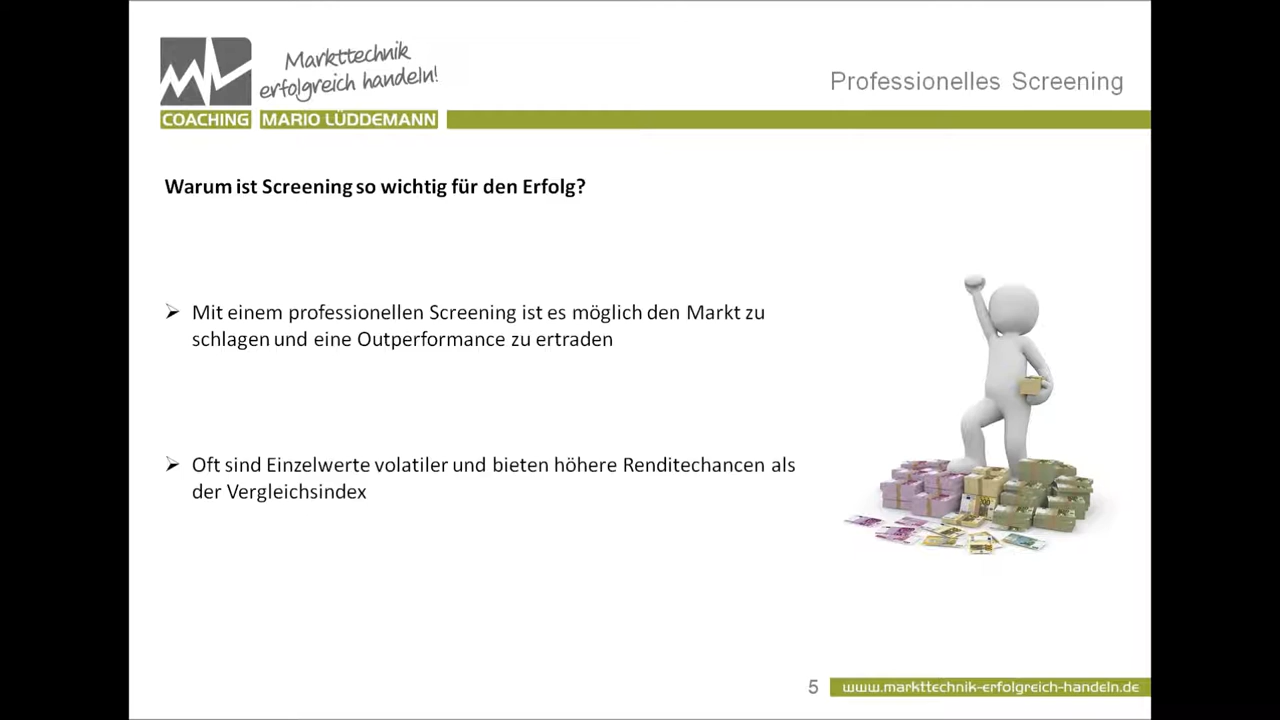 Markttechnik
erfolgreich handeln!
COACHING MARIO LÜDDEMANN
Professionelles Screening
Warum ist Screening so wichtig für den Erfolg?
➢ Mit einem professionellen Screening ist es möglich den Markt zu
schlagen und eine Outperformance zu ertraden
➢ Oft sind Einzelwerte volatiler und bieten höhere Renditechancen als
der Vergleichsindex
5
www.markttechnik-erfolgreich-handeln.de